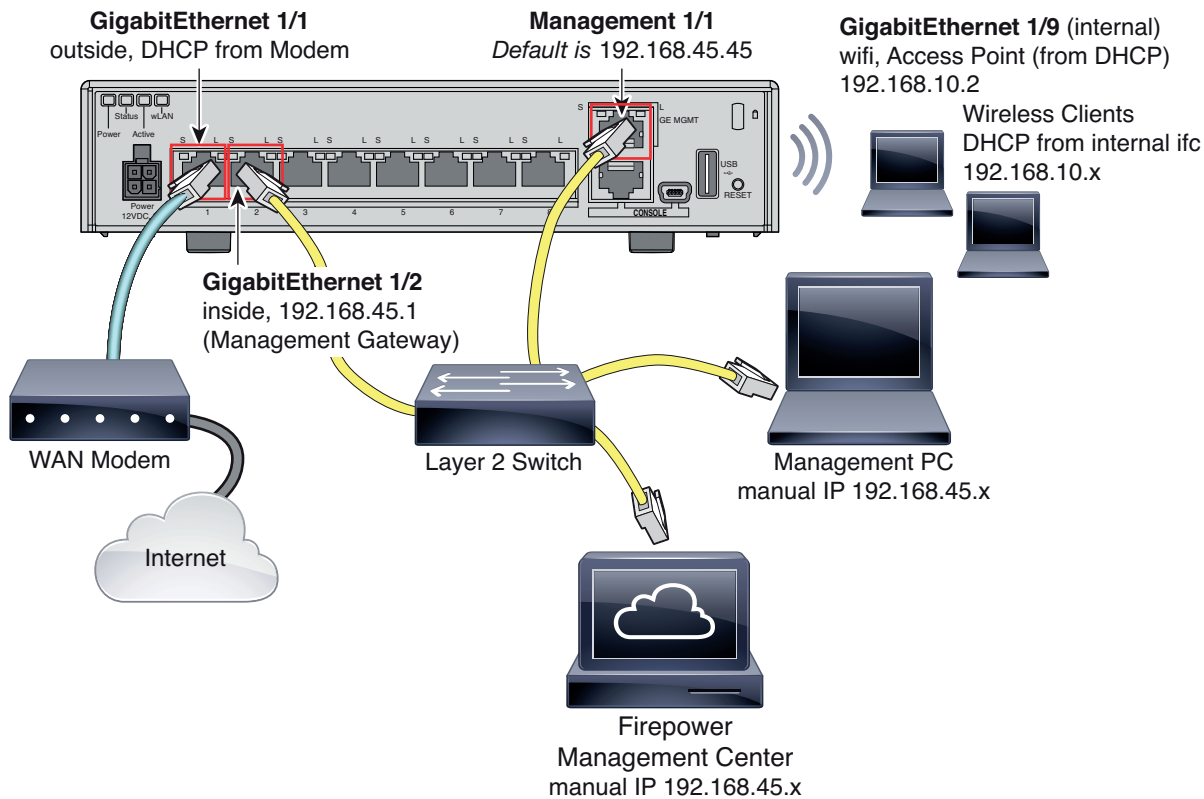 GigabitEthernet 1/1
outside, DHCP from Modem
Management 1/1
Default is 192.168.45.45
GigabitEthernet 1/9 (internal)
wifi, Access Point (from DHCP)
192.168.10.2
Wireless Clients
DHCP from internal ifc
192.168.10.x
Status
wLAN
Power
Active
S
L
S
L
S
L
S
L
S
L
S
L
S
L
S
L
S
L
GE MGMT
USB
RESET
Power
12VDC
1
2
3
4
5
6
7
8
CONSOLE
GigabitEthernet 1/2
inside, 192.168.45.1
(Management Gateway)
WAN Modem
Internet
Layer 2 Switch
Management PC
manual IP 192.168.45.x
Firepower
Management Center
manual IP 192.168.45.x